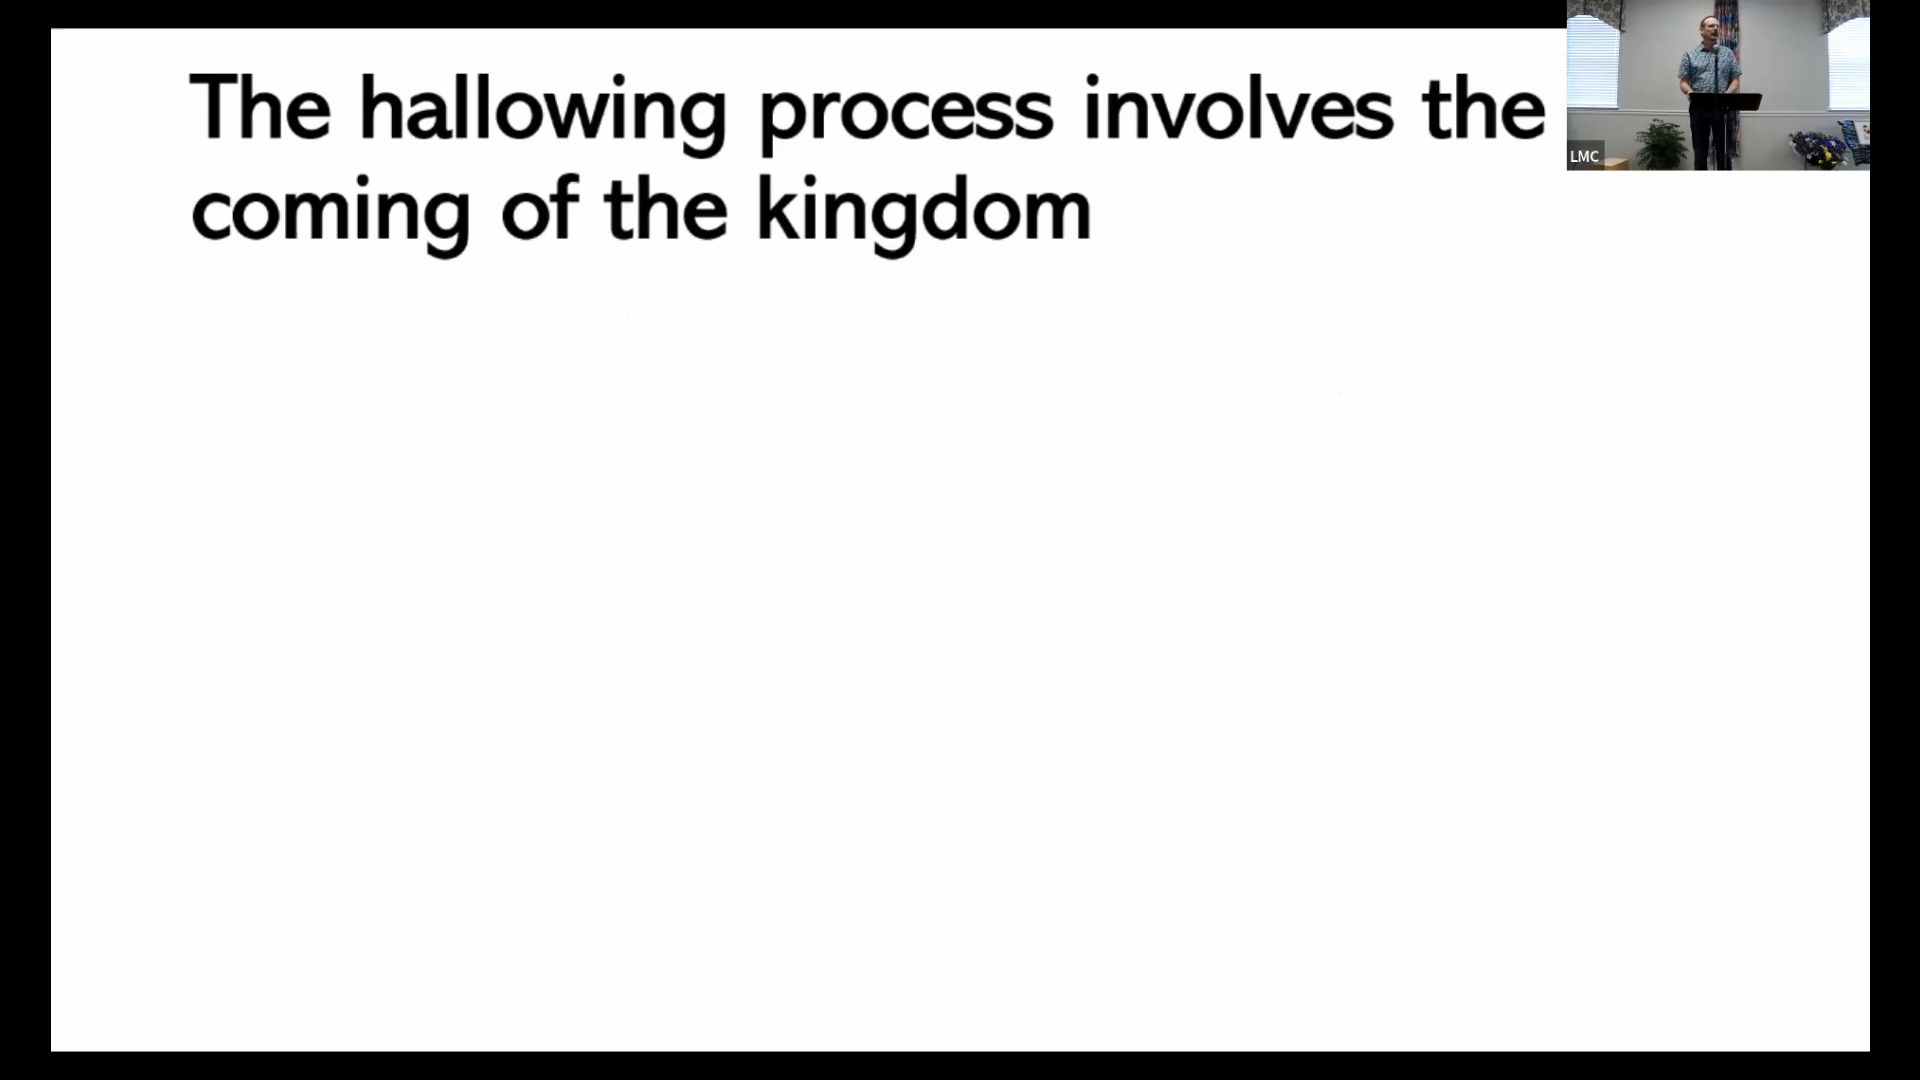 The hallowing process involves the
coming of the kingdom
LMC